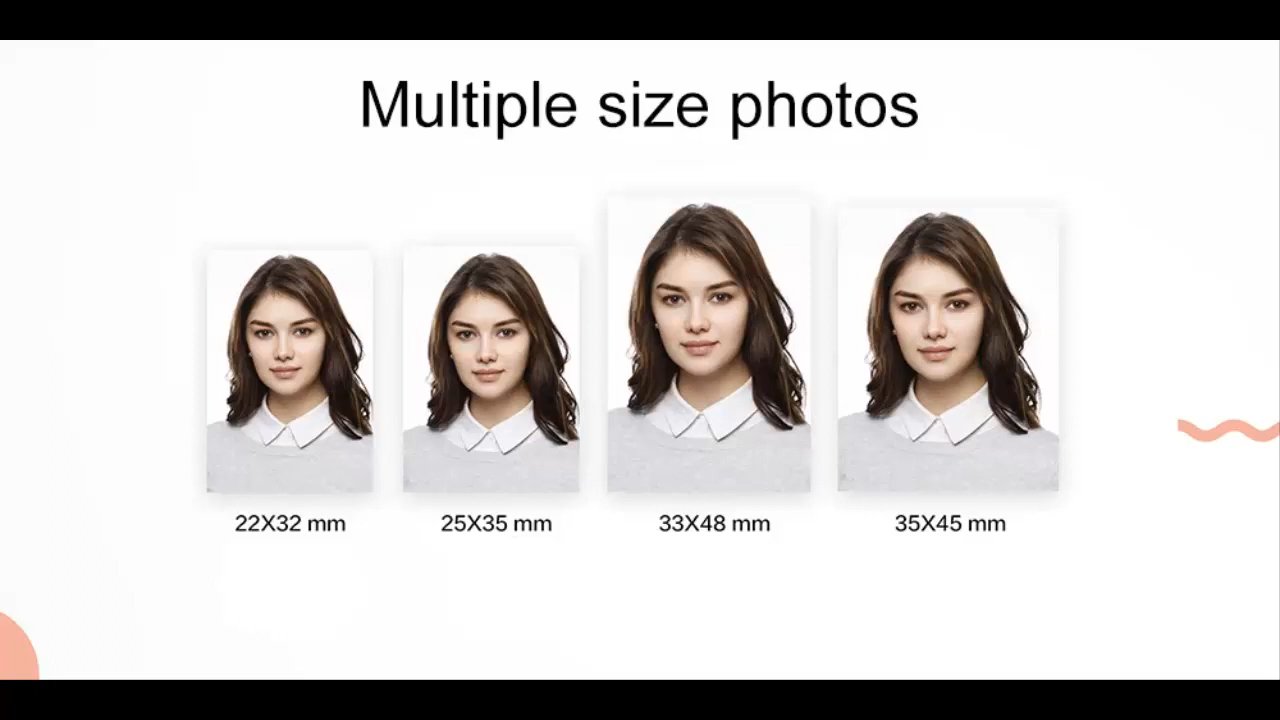 Multiple size photos
22X32 mm
25X35 mm
33X48 mm
35X45 mm